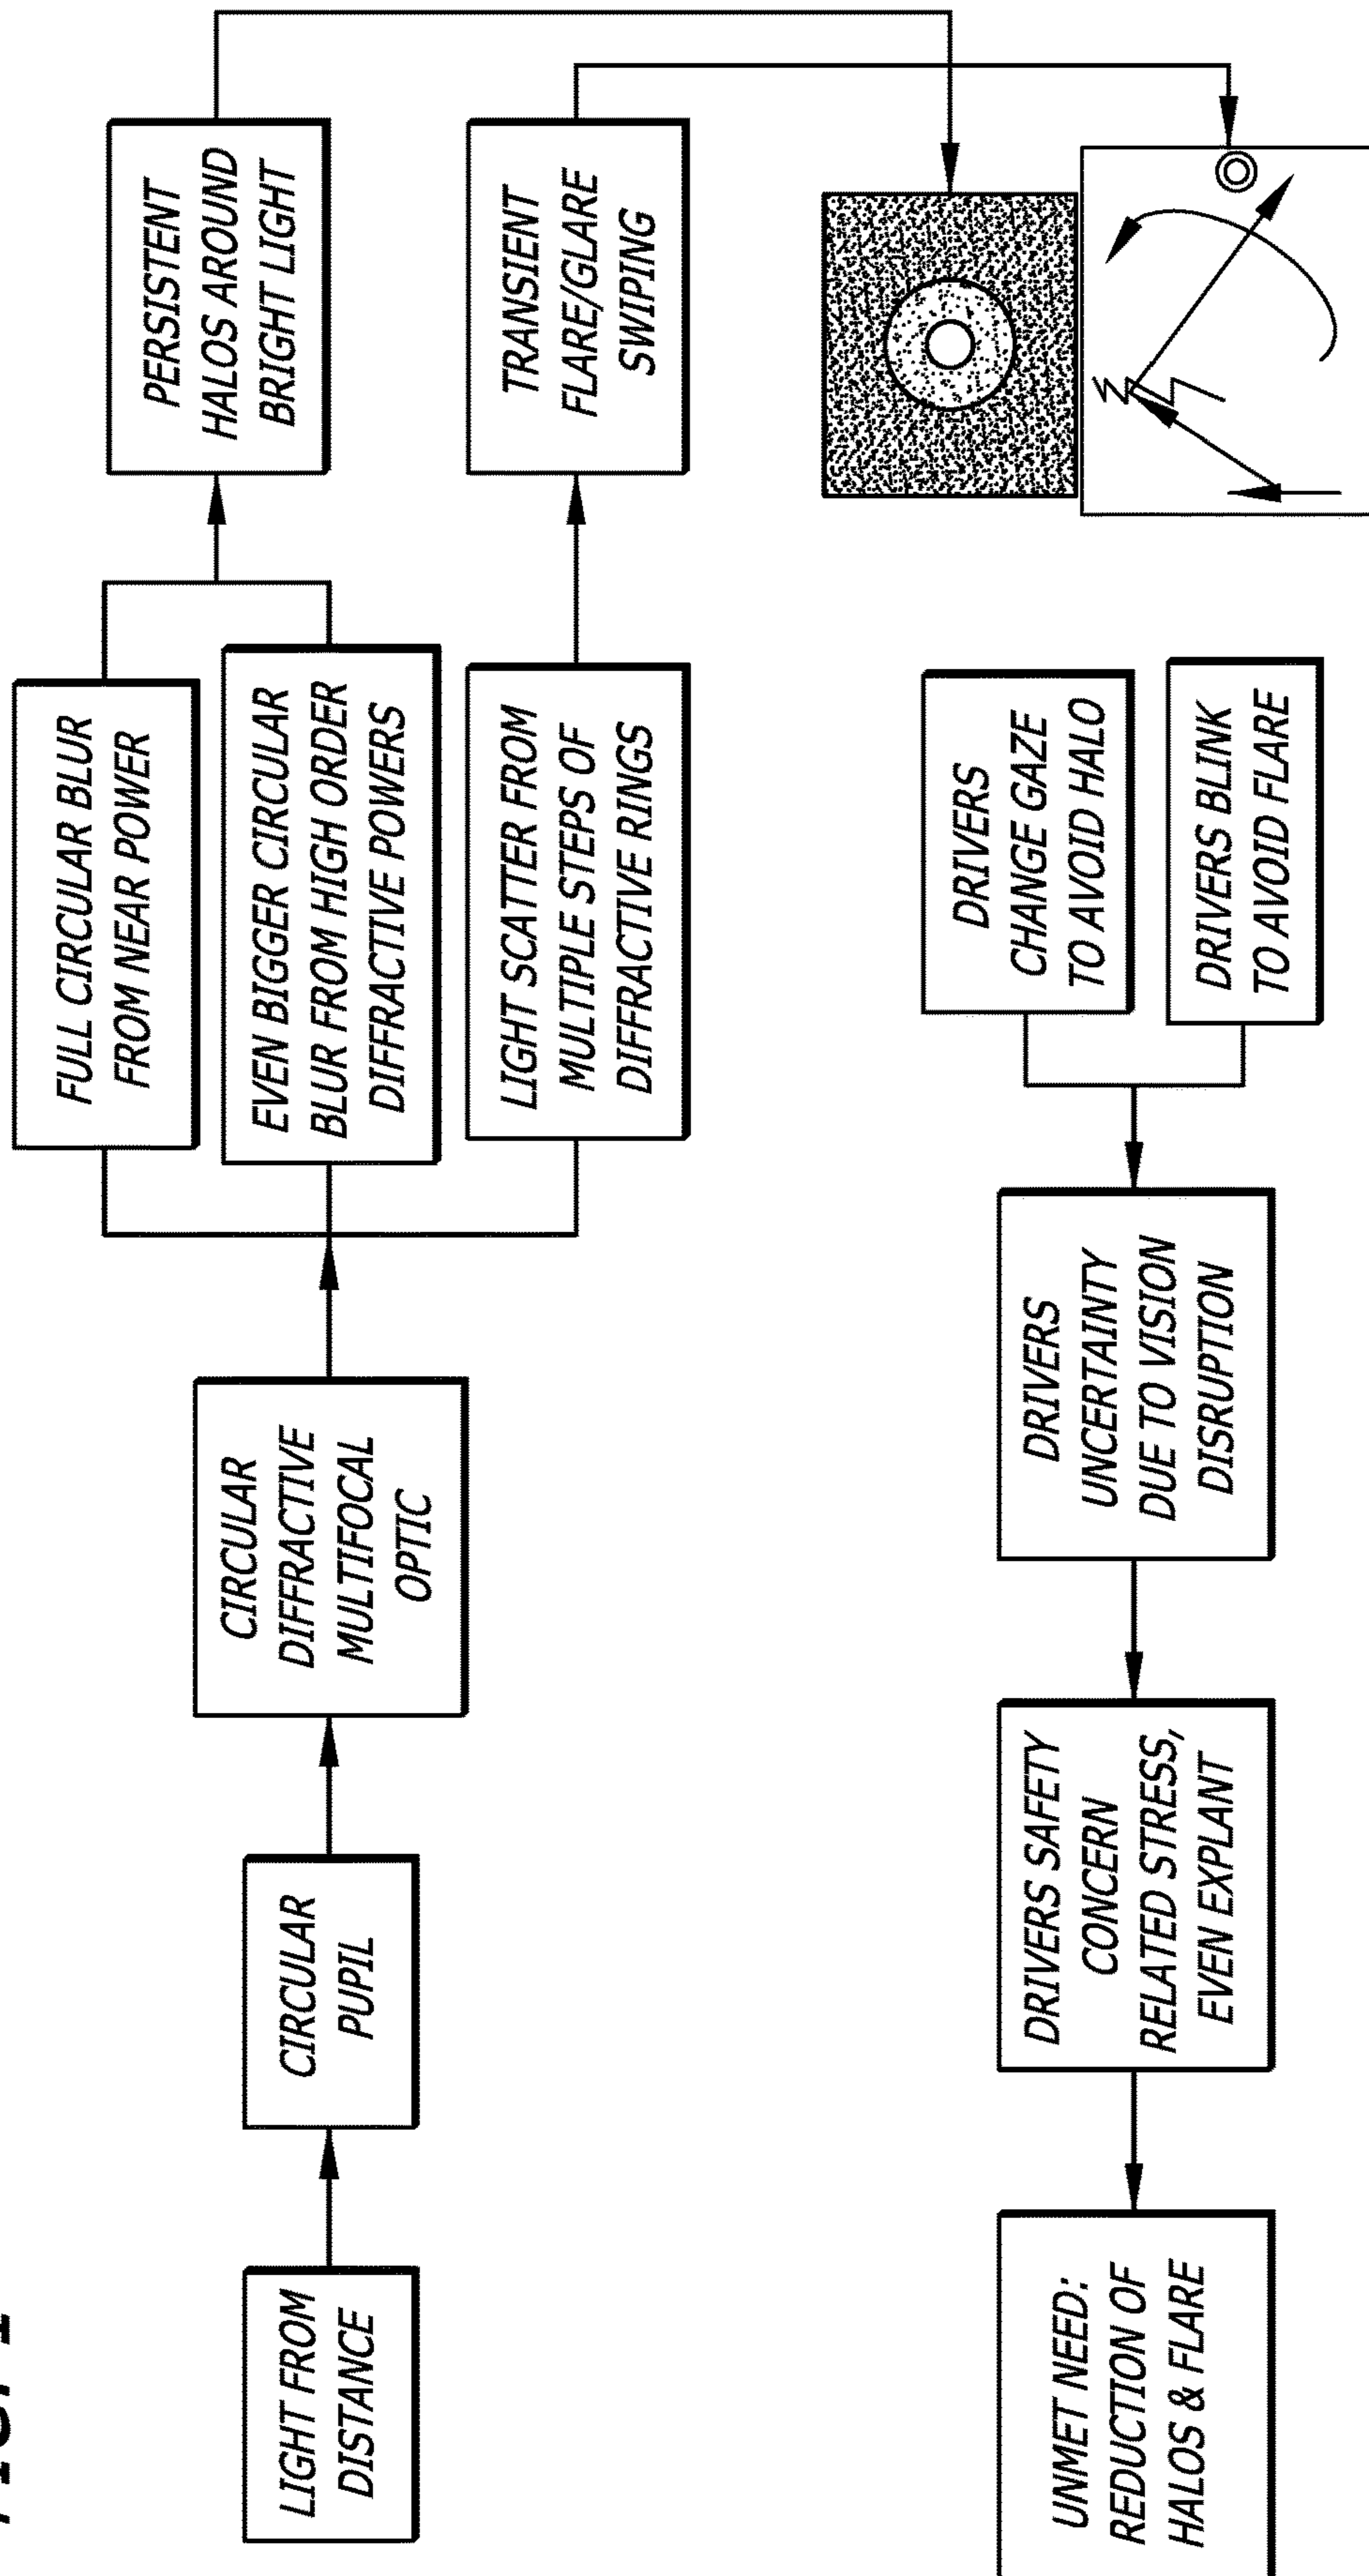 LIGHT FROM
DISTANCE
CIRCULAR
PUPIL
CIRCULAR
DIFFRACTIVE
MULTIFOCAL
OPTIC
FULL CIRCULAR BLUR
FROM NEAR POWER
EVEN BIGGER CIRCULAR
BLUR FROM HIGH ORDER
DIFFRACTIVE POWERS
LIGHT SCATTER FROM
MULTIPLE STEPS OF
DIFFRACTIVE RINGS
PERSISTENT
HALOS AROUND
BRIGHT LIGHT
TRANSIENT
FLARE/GLARE
SWIPING
DRIVERS
CHANGE GAZE
TO AVOID HALO
DRIVERS BLINK
TO AVOID FLARE
DRIVERS
UNCERTAINTY
DUE TO VISION
DISRUPTION
DRIVERS SAFETY
CONCERN
RELATED STRESS,
EVEN EXPLANT
UNMET NEED:
REDUCTION OF
HALOS & FLARE